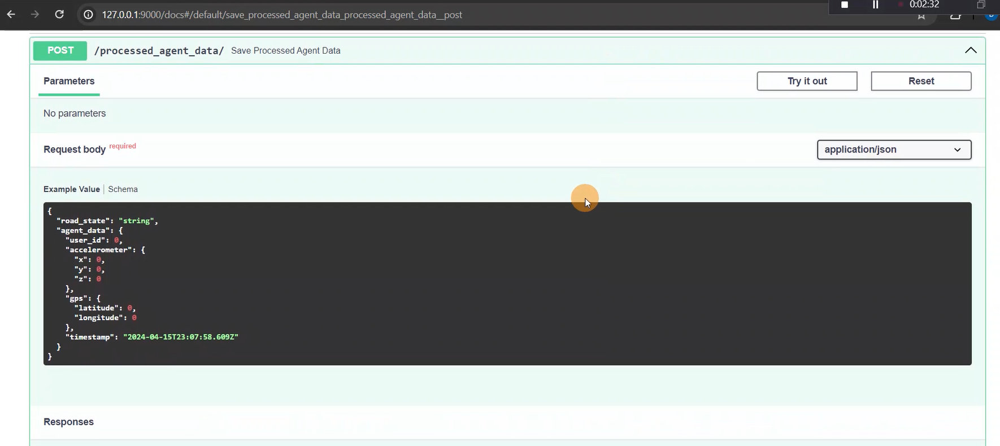 127.0.0.1:9000/docs#/default/save_processed_agent_data_processed_agent_data__post
0:02:32
POST /processed_agent_data/ Save Processed Agent Data
Parameters
Try it out
Reset
No parameters
Request body required
application/json
Example Value | Schema
{
  "road_state": "string",
  "agent_data": {
    "user_id": 0,
    "accelerometer": {
      "x": 0,
      "y": 0,
      "z": 0
    },
    "gps": {
      "latitude": 0,
      "longitude": 0
    },
    "timestamp": "2024-04-15T23:07:58.609Z"
  }
}
Responses